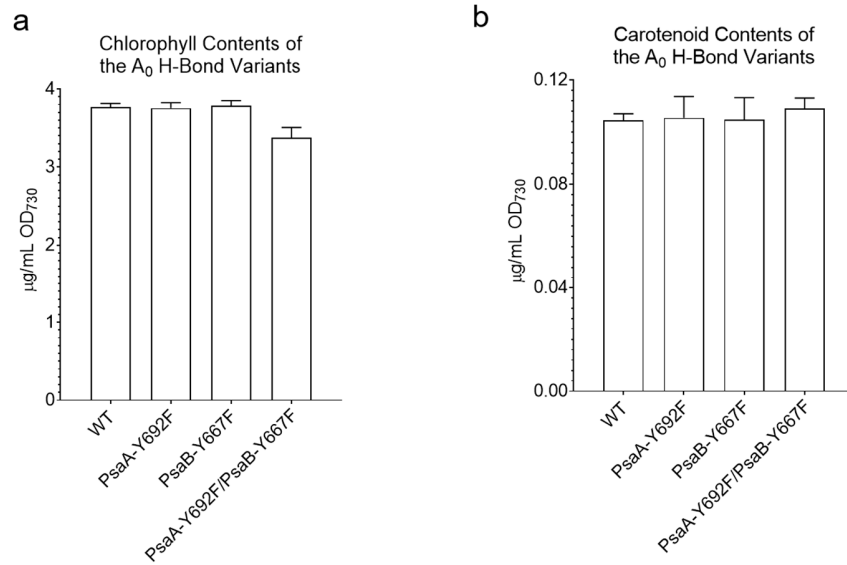 a
Chlorophyll Contents of
the A₀ H-Bond Variants
4
3
2
1
0
µg/mL OD₇₃₀
WT
PsaA-Y692F
PsaB-Y667F
PsaA-Y692F/PsaB-Y667F
b
Carotenoid Contents of
the A₀ H-Bond Variants
0.12
0.08
0.04
0.00
µg/mL OD₇₃₀
WT
PsaA-Y692F
PsaB-Y667F
PsaA-Y692F/PsaB-Y667F